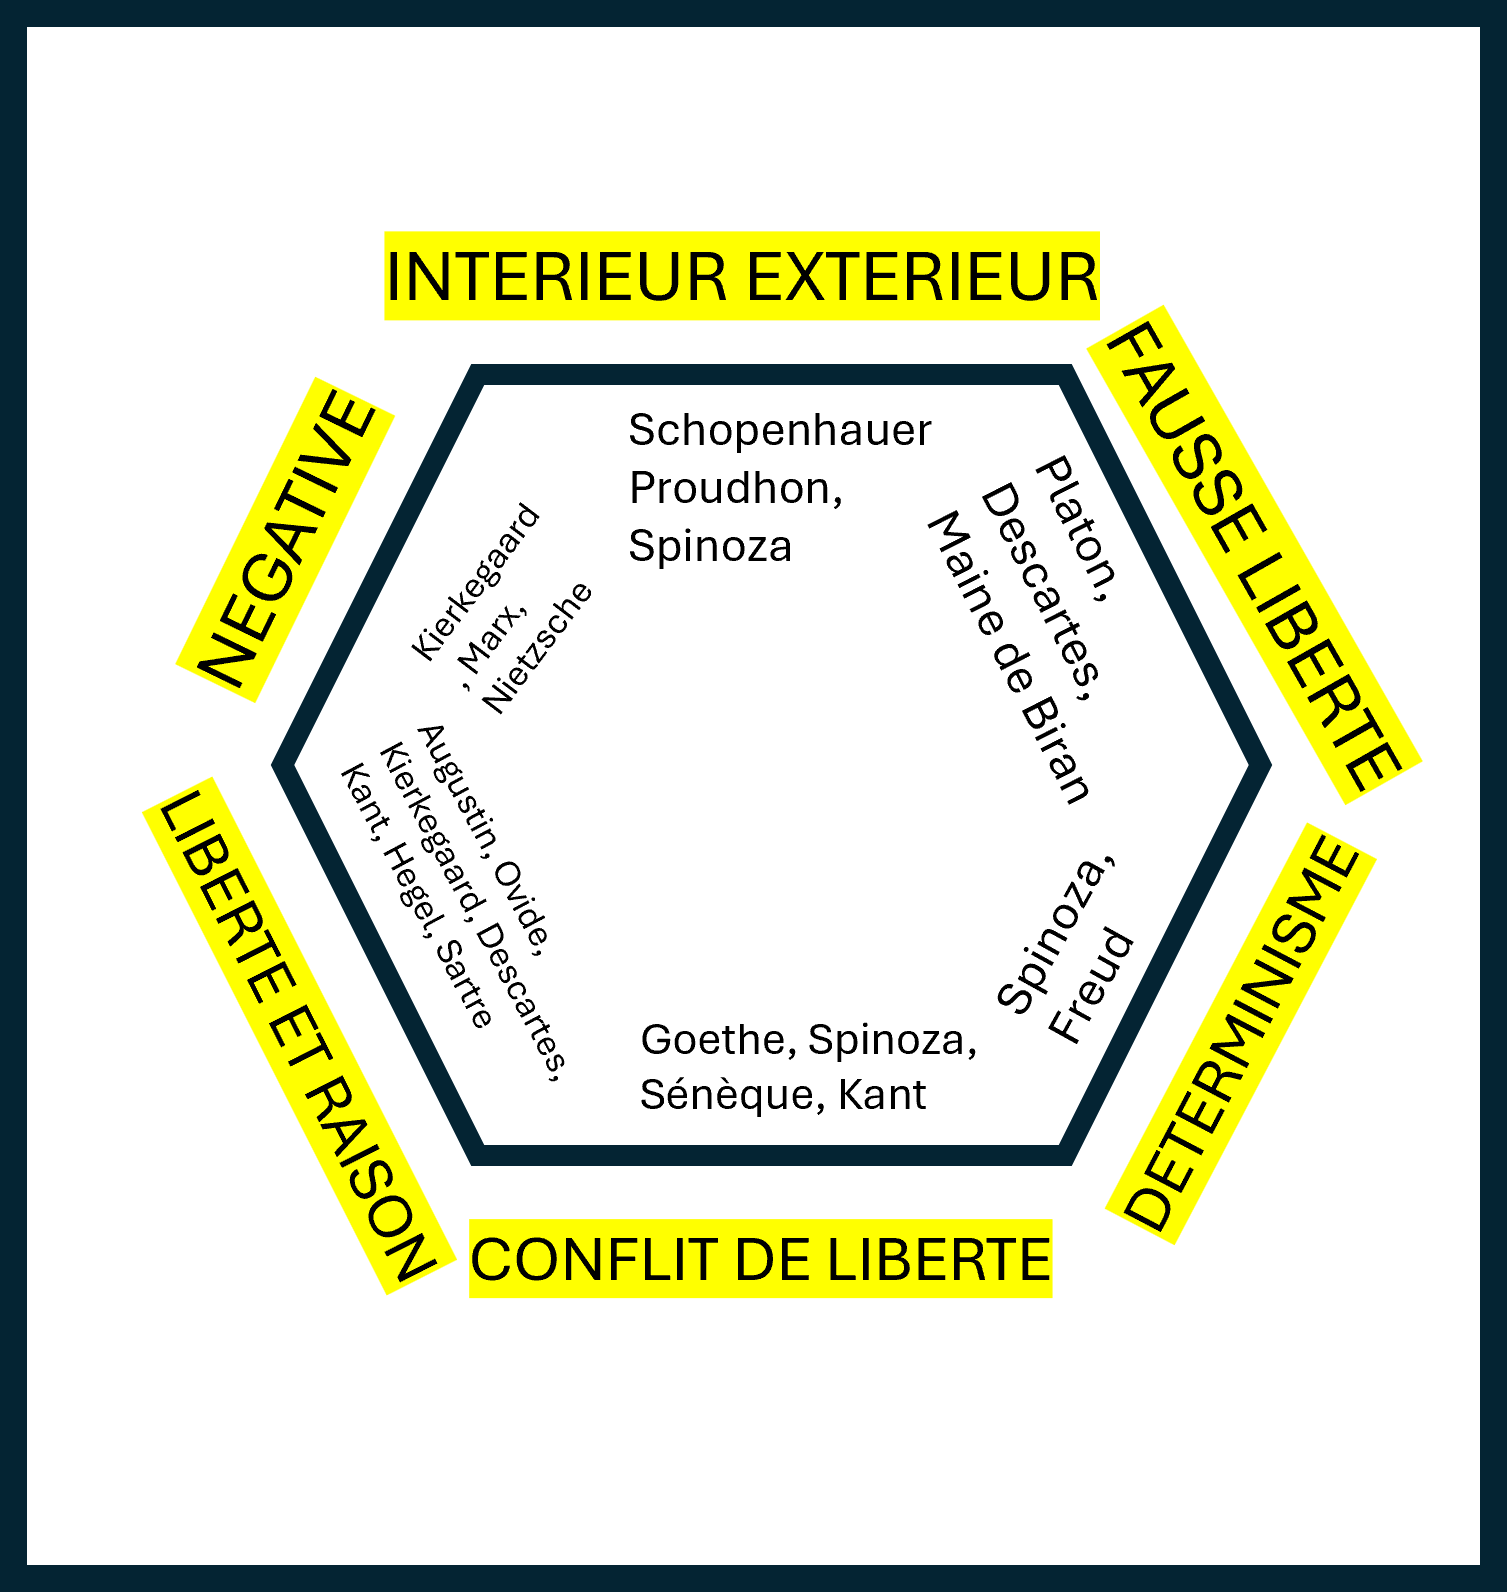 INTERIEUR EXTERIEUR
FAUSSE LIBERTE
NEGATIVE
Schopenhauer
Proudhon,
Spinoza
Platon,
Descartes,
Maine de Biran
Kierkegaard
, Marx,
Nietzsche
Augustin, Ovide,
Kierkegaard, Descartes,
Kant, Hegel, Sartre
Spinoza,
Freud
Goethe, Spinoza,
Sénèque, Kant
LIBERTE ET RAISON
DETERMINISME
CONFLIT DE LIBERTE